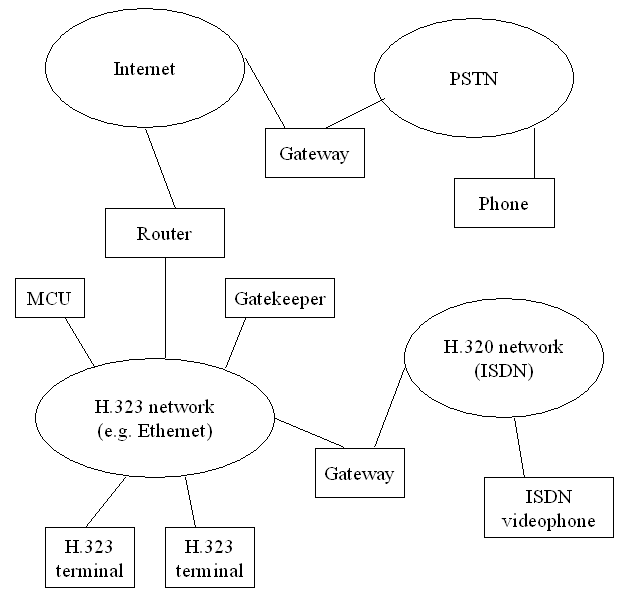 Internet
PSTN
Gateway
Phone
Router
MCU
Gatekeeper
H.320 network
(ISDN)
H.323 network
(e.g. Ethernet)
Gateway
ISDN
videophone
H.323
terminal
H.323
terminal